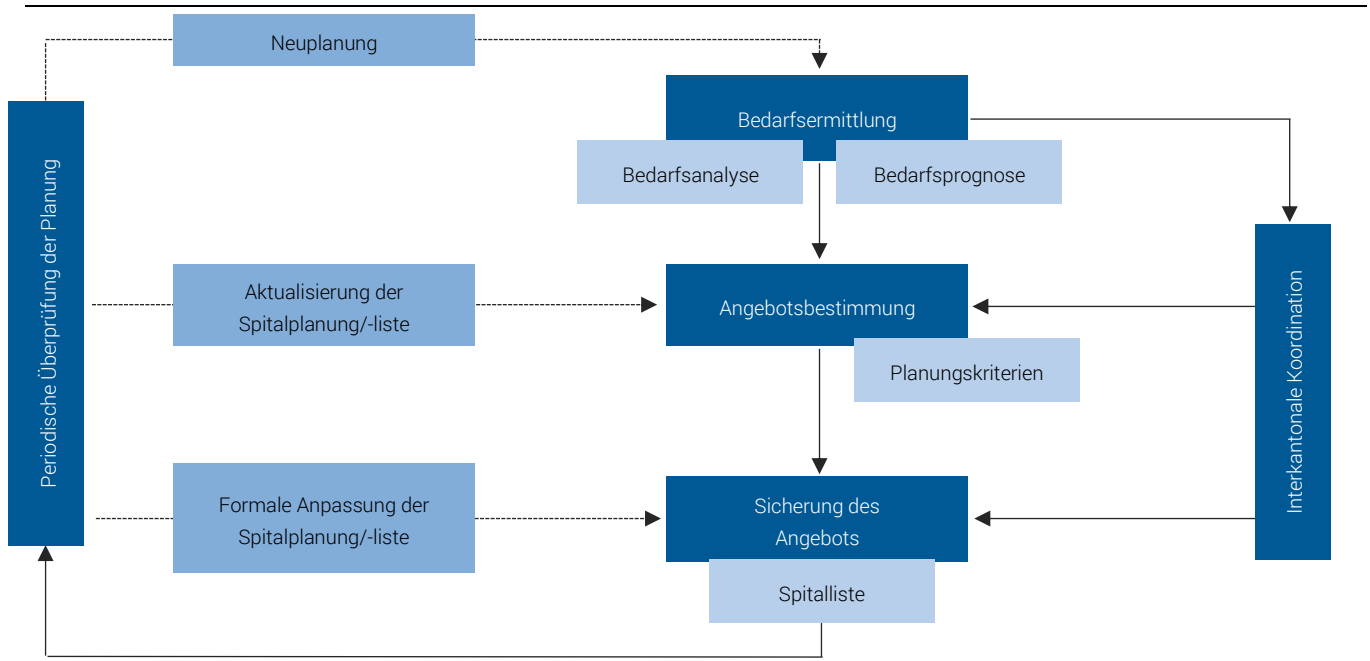 Neuplanung
Bedarfsermittlung
Bedarfsanalyse
Bedarfsprognose
Periodische Überprüfung der Planung
Aktualisierung der
Spitalplanung/-liste
Angebotsbestimmung
Planungskriterien
Interkantonale Koordination
Formale Anpassung der
Spitalplanung/-liste
Sicherung des
Angebots
Spitalliste